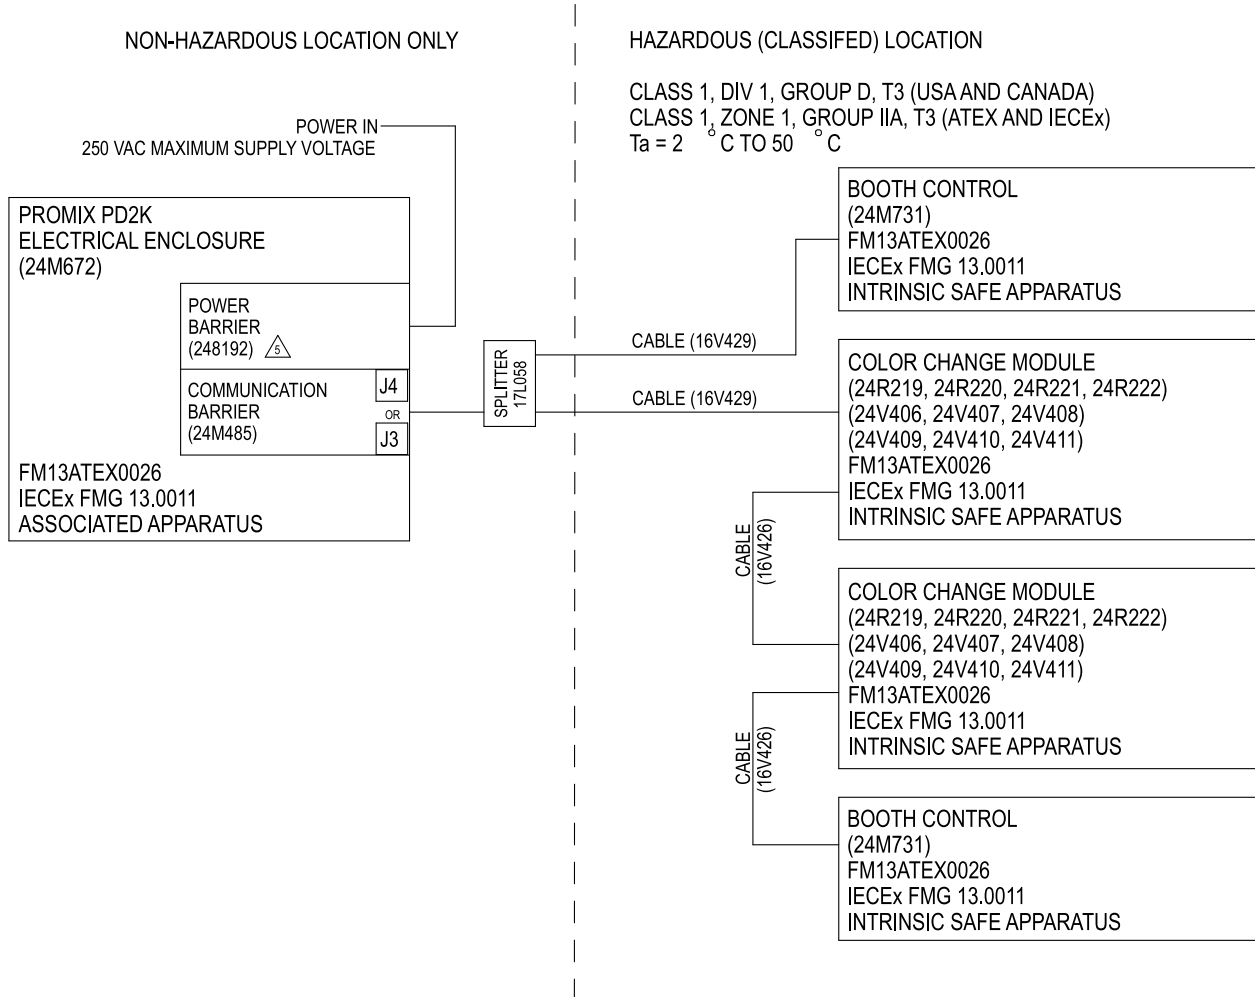 NON-HAZARDOUS LOCATION ONLY
HAZARDOUS (CLASSIFED) LOCATION
CLASS 1, DIV 1, GROUP D, T3 (USA AND CANADA)
CLASS 1, ZONE 1, GROUP IIA, T3 (ATEX AND IECEx)
Ta = 2 °C TO 50 °C
POWER IN
250 VAC MAXIMUM SUPPLY VOLTAGE
PROMIX PD2K
ELECTRICAL ENCLOSURE
(24M672)
POWER
BARRIER
(248192) 5
COMMUNICATION
BARRIER
(24M485)
J4
OR
J3
FM13ATEX0026
IECEx FMG 13.0011
ASSOCIATED APPARATUS
SPLITTER
17L058
CABLE (16V429)
CABLE (16V429)
BOOTH CONTROL
(24M731)
FM13ATEX0026
IECEx FMG 13.0011
INTRINSIC SAFE APPARATUS
COLOR CHANGE MODULE
(24R219, 24R220, 24R221, 24R222)
(24V406, 24V407, 24V408)
(24V409, 24V410, 24V411)
FM13ATEX0026
IECEx FMG 13.0011
INTRINSIC SAFE APPARATUS
CABLE
(16V426)
COLOR CHANGE MODULE
(24R219, 24R220, 24R221, 24R222)
(24V406, 24V407, 24V408)
(24V409, 24V410, 24V411)
FM13ATEX0026
IECEx FMG 13.0011
INTRINSIC SAFE APPARATUS
CABLE
(16V426)
BOOTH CONTROL
(24M731)
FM13ATEX0026
IECEx FMG 13.0011
INTRINSIC SAFE APPARATUS